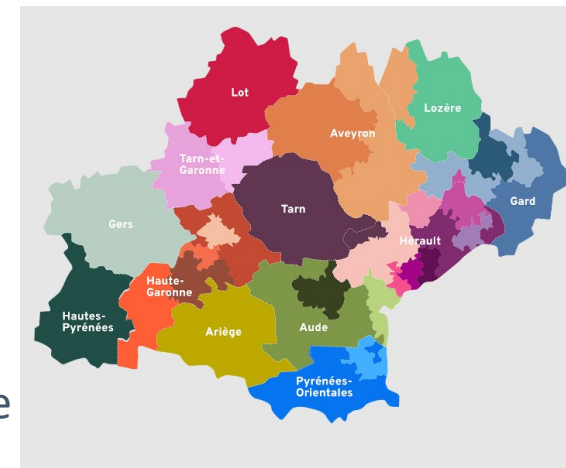 Lot
Lozère
Aveyron
Tarn-et-
Garonne
Gard
Tarn
Gers
Hérault
Haute-
Garonne
Hautes-
Pyrénées
Ariège
Aude
Pyrénées-
Orientales
e